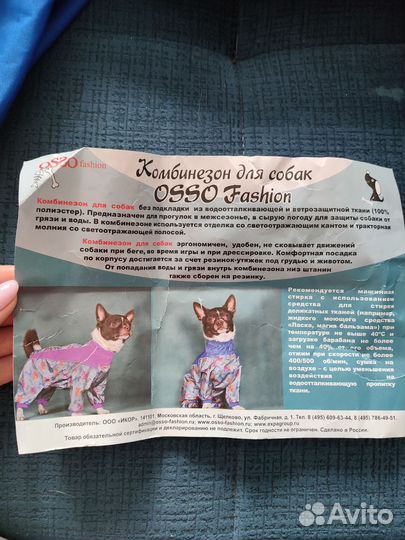 OSSO fashion
Комбинезон для собак
OSSO Fashion
Комбинезон для собак без подкладки из водоотталкивающей и ветрозащитной ткани (100%
полиэстер). Предназначен для прогулок в межсезонье, в сырую погоду для защиты собаки от
грязи и воды. В комбинезоне используется отделка со светоотражающим кантом и тракторная
молния со светоотражающей полосой.
Комбинезон для собак эргономичен, удобен, не сковывает движений
собаки при беге, во время игры и при дрессировке. Комфортная посадка
по корпусу достигается за счет резинок-утяжек под грудью и животом.
От попадания воды и грязи внутрь комбинезона низ штанин
также сборен на резинку.
Рекомендуется машинная
стирка с использованием
средства для стирки
деликатных тканей (например,
жидкого моющего средства
«Ласка, магия бальзама») при
температуре не выше 40°С и
загрузке барабана не более
чем на 40% от его объема,
отжим при скорости не более
400/500 об/мин, сушка на
воздухе – с целью уменьшения
воздействия на
водоотталкивающую пропитку
ткани.
Производитель: ООО «ИКОР», 141101, Московская область, г. Щелково, ул. Фабричная, д.1. Тел. 8 (495) 609-63-44, 8 (495) 786-49-51.
admin@osso-fashion.ru; www.osso-fashion.ru; www.expagroup.ru
Товар обязательной сертификации и декларированию не подлежит. Срок годности не ограничен. Сделано в России.
Avito